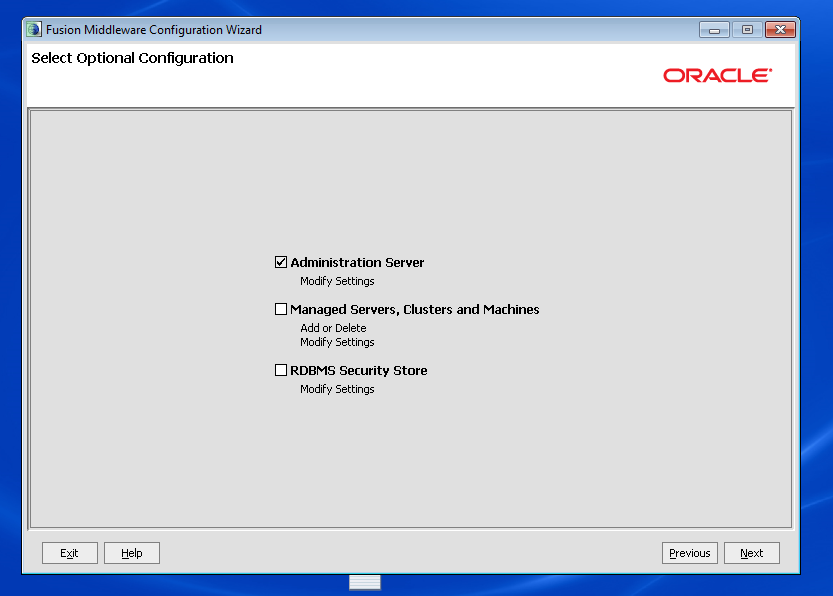 Fusion Middleware Configuration Wizard
Select Optional Configuration
ORACLE
Administration Server
Modify Settings
Managed Servers, Clusters and Machines
Add or Delete
Modify Settings
RDBMS Security Store
Modify Settings
Exit Help Previous Next